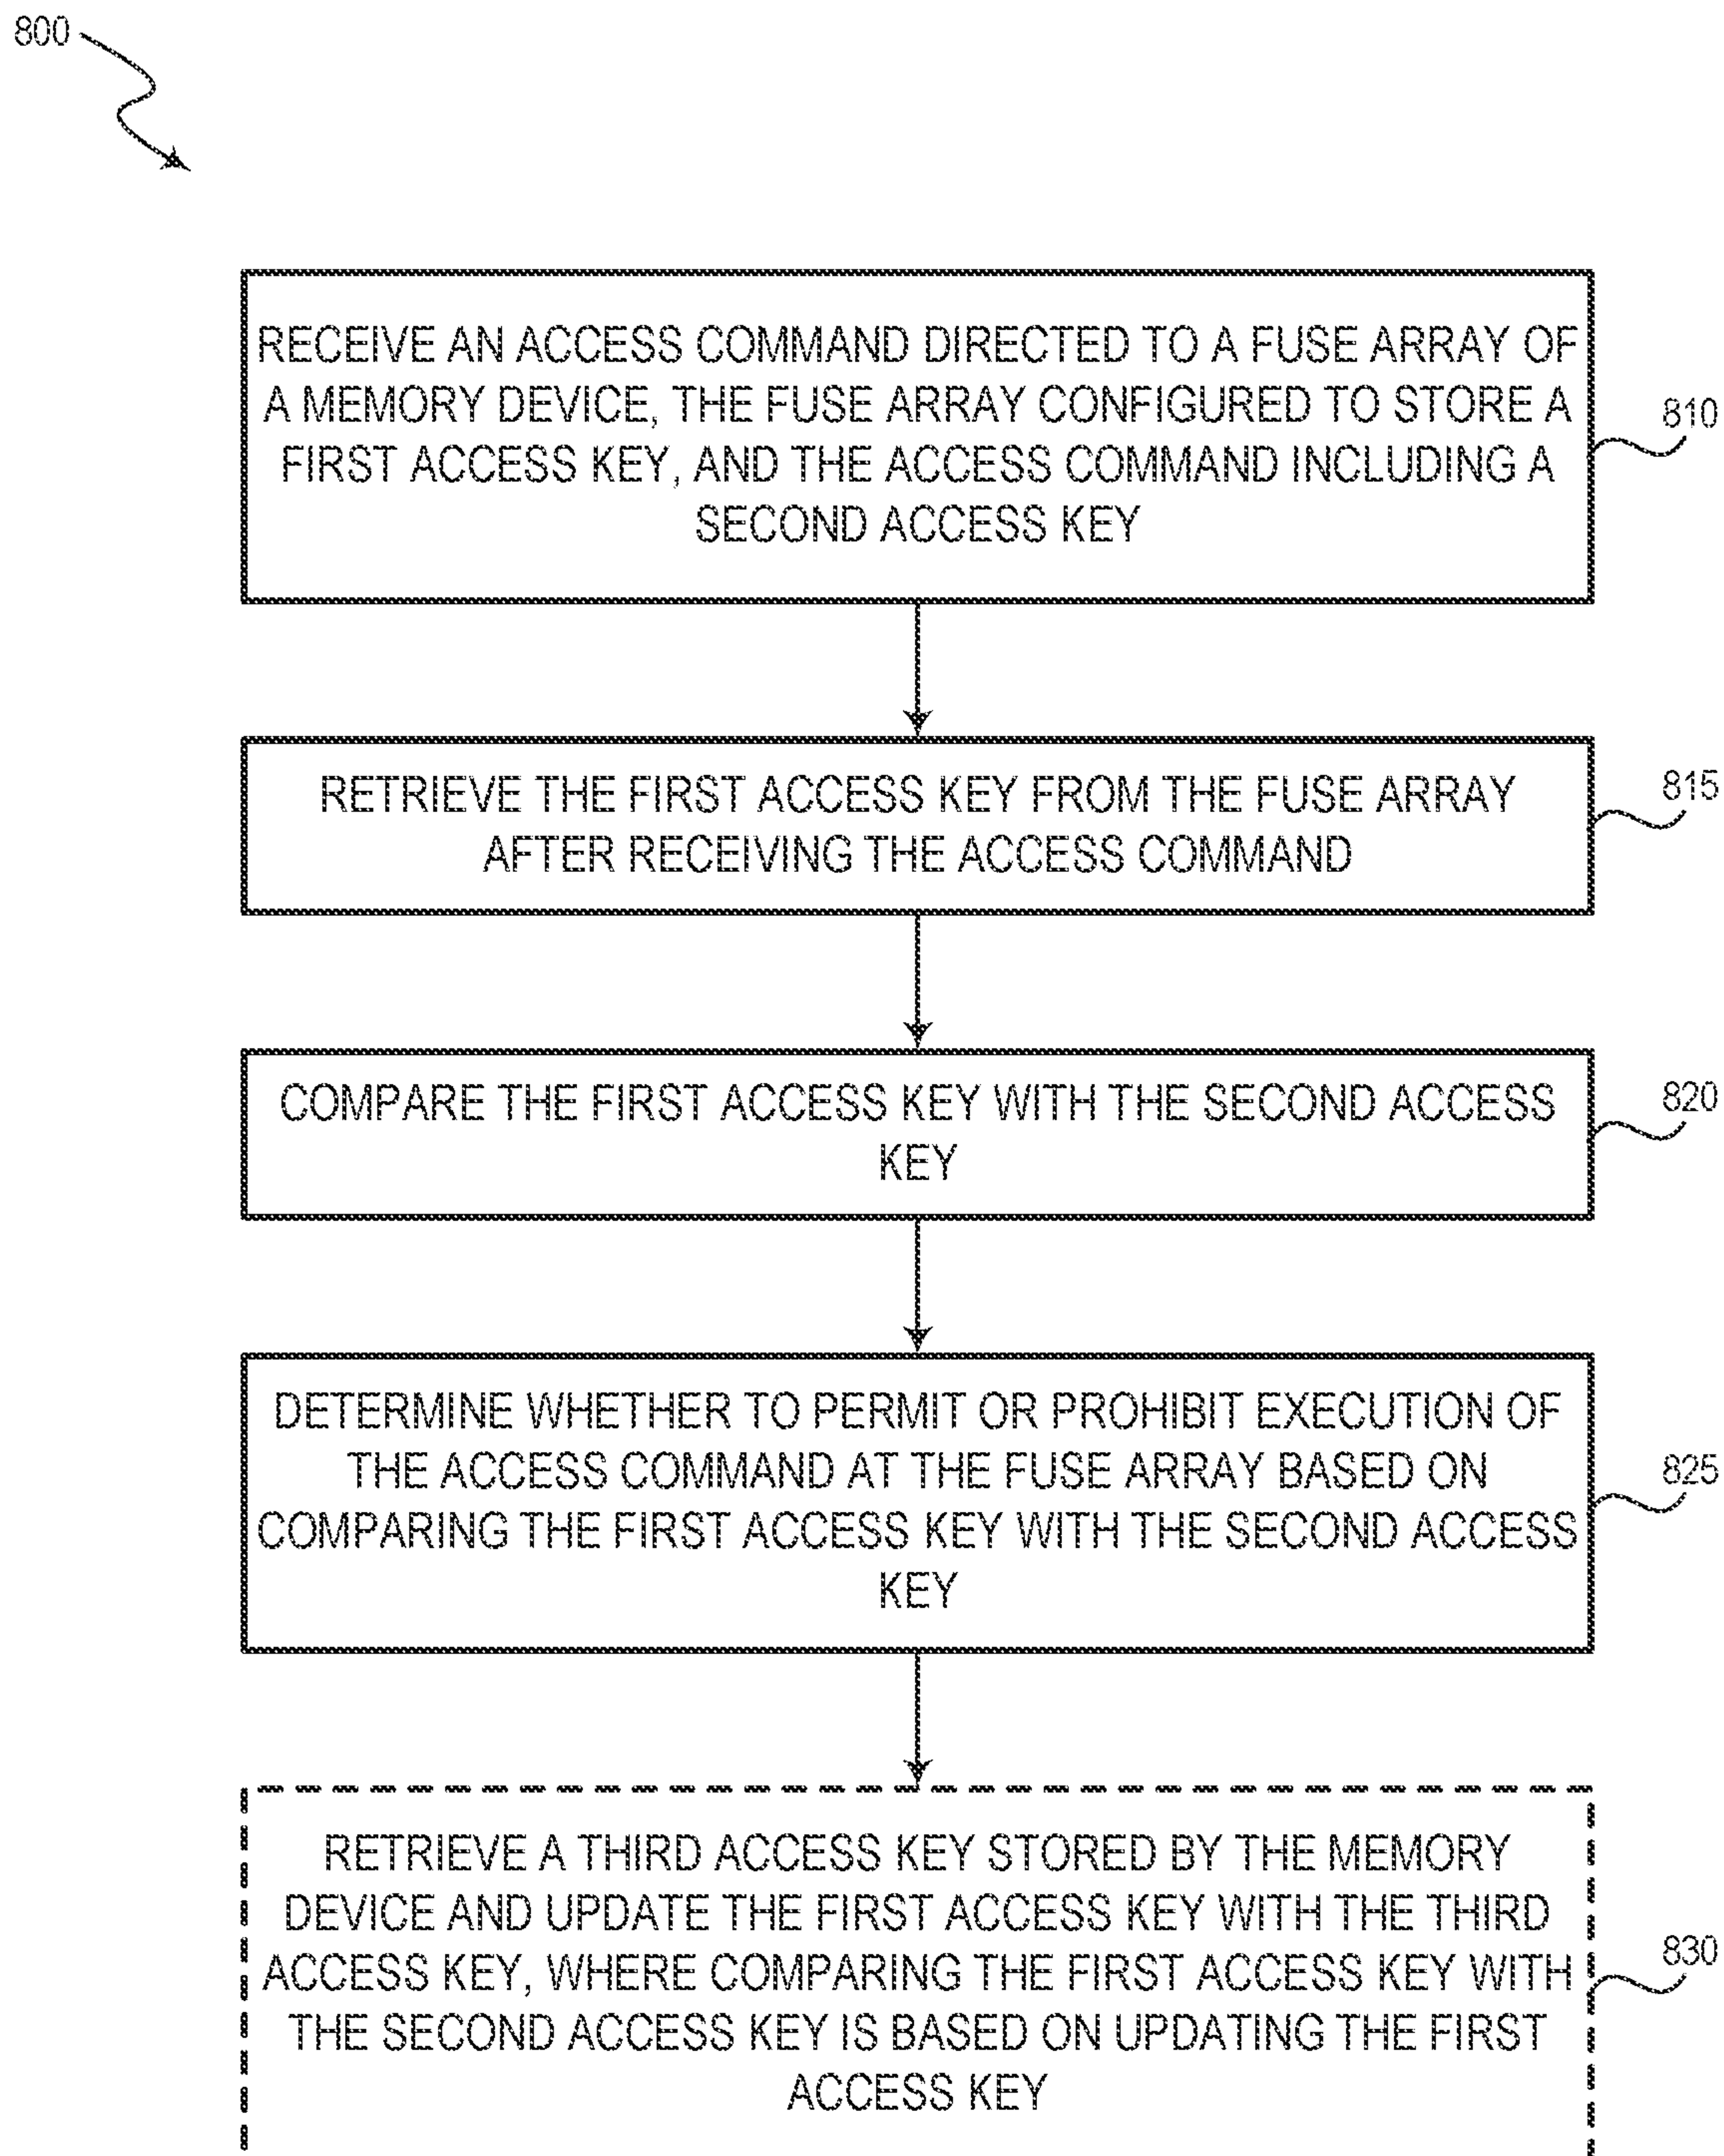 800
RECEIVE AN ACCESS COMMAND DIRECTED TO A FUSE ARRAY OF
A MEMORY DEVICE, THE FUSE ARRAY CONFIGURED TO STORE A
FIRST ACCESS KEY, AND THE ACCESS COMMAND INCLUDING A
SECOND ACCESS KEY
810
RETRIEVE THE FIRST ACCESS KEY FROM THE FUSE ARRAY
AFTER RECEIVING THE ACCESS COMMAND
815
COMPARE THE FIRST ACCESS KEY WITH THE SECOND ACCESS
KEY
820
DETERMINE WHETHER TO PERMIT OR PROHIBIT EXECUTION OF
THE ACCESS COMMAND AT THE FUSE ARRAY BASED ON
COMPARING THE FIRST ACCESS KEY WITH THE SECOND ACCESS
KEY
825
RETRIEVE A THIRD ACCESS KEY STORED BY THE MEMORY
DEVICE AND UPDATE THE FIRST ACCESS KEY WITH THE THIRD
ACCESS KEY, WHERE COMPARING THE FIRST ACCESS KEY WITH
THE SECOND ACCESS KEY IS BASED ON UPDATING THE FIRST
ACCESS KEY
830